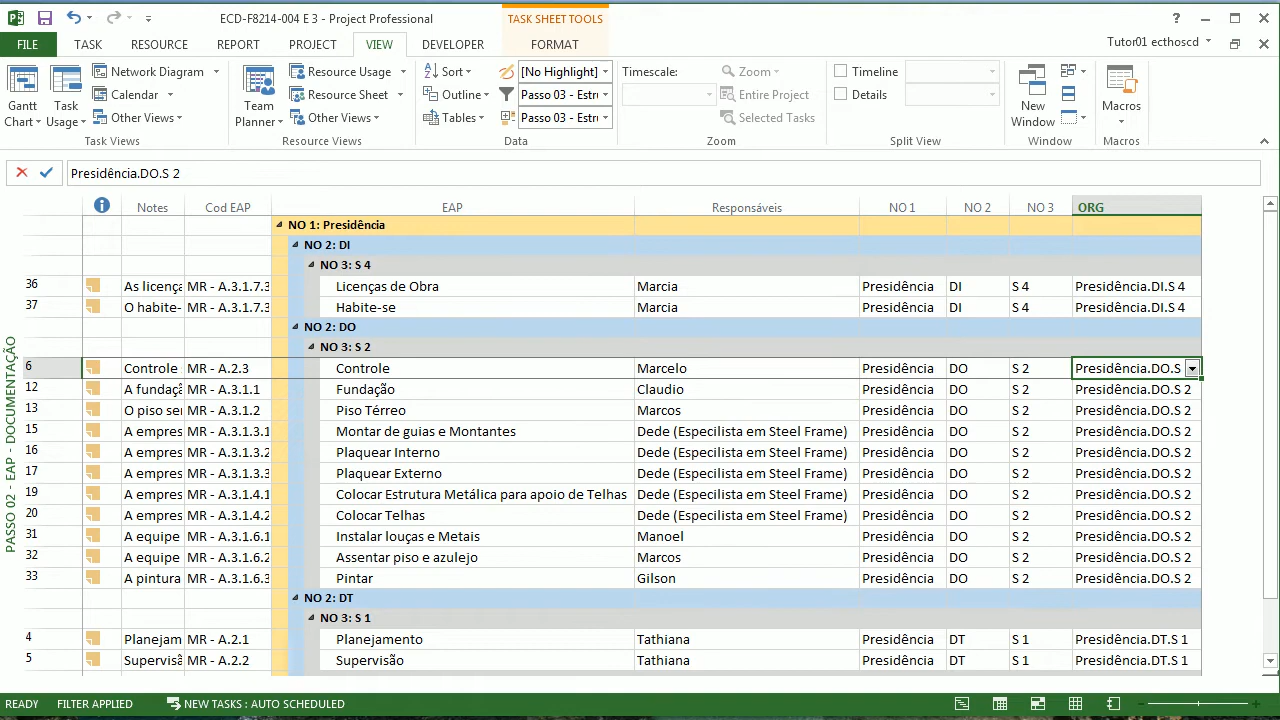 ECD-F8214-004 E 3 - Project Professional
TASK SHEET TOOLS
FILE TASK RESOURCE REPORT PROJECT VIEW DEVELOPER FORMAT
Tutor01 ecthoscd
Gantt Chart
Task Usage
Network Diagram
Calendar
Other Views
Task Views
Team Planner
Resource Usage
Resource Sheet
Other Views
Resource Views
Sort
Outline
Tables
[No Highlight]
Passo 03 - Estr
Passo 03 - Estr
Data
Timescale:
Zoom
Entire Project
Selected Tasks
Zoom
Timeline
Details
Split View
New Window
Window
Macros
Macros
Presidência.DO.S 2
Notes Cod EAP EAP Responsáveis NO 1 NO 2 NO 3 ORG
NO 1: Presidência
NO 2: DI
NO 3: S 4
36 As licença MR - A.3.1.7.3 Licenças de Obra Marcia Presidência DI S 4 Presidência.DI.S 4
37 O habite- MR - A.3.1.7.3 Habite-se Marcia Presidência DI S 4 Presidência.DI.S 4
NO 2: DO
NO 3: S 2
6 Controle MR - A.2.3 Controle Marcelo Presidência DO S 2 Presidência.DO.S
12 A fundaçã MR - A.3.1.1 Fundação Claudio Presidência DO S 2 Presidência.DO.S 2
13 O piso ser MR - A.3.1.2 Piso Térreo Marcos Presidência DO S 2 Presidência.DO.S 2
15 A empres MR - A.3.1.3.1 Montar de guias e Montantes Dede (Especilista em Steel Frame) Presidência DO S 2 Presidência.DO.S 2
16 A empres MR - A.3.1.3.2 Plaquear Interno Dede (Especilista em Steel Frame) Presidência DO S 2 Presidência.DO.S 2
17 A empres MR - A.3.1.3.3 Plaquear Externo Dede (Especilista em Steel Frame) Presidência DO S 2 Presidência.DO.S 2
19 A empres MR - A.3.1.4.1 Colocar Estrutura Metálica para apoio de Telhas Dede (Especilista em Steel Frame) Presidência DO S 2 Presidência.DO.S 2
20 A empres MR - A.3.1.4.2 Colocar Telhas Dede (Especilista em Steel Frame) Presidência DO S 2 Presidência.DO.S 2
31 A equipe MR - A.3.1.6.1 Instalar louças e Metais Manoel Presidência DO S 2 Presidência.DO.S 2
32 A equipe MR - A.3.1.6.2 Assentar piso e azulejo Marcos Presidência DO S 2 Presidência.DO.S 2
33 A pintura MR - A.3.1.6.3 Pintar Gilson Presidência DO S 2 Presidência.DO.S 2
NO 2: DT
NO 3: S 1
4 Planejam MR - A.2.1 Planejamento Tathiana Presidência DT S 1 Presidência.DT.S 1
5 Supervisã MR - A.2.2 Supervisão Tathiana Presidência DT S 1 Presidência.DT.S 1
PASSO 02 - EAP - DOCUMENTAÇÃO
READY FILTER APPLIED NEW TASKS : AUTO SCHEDULED